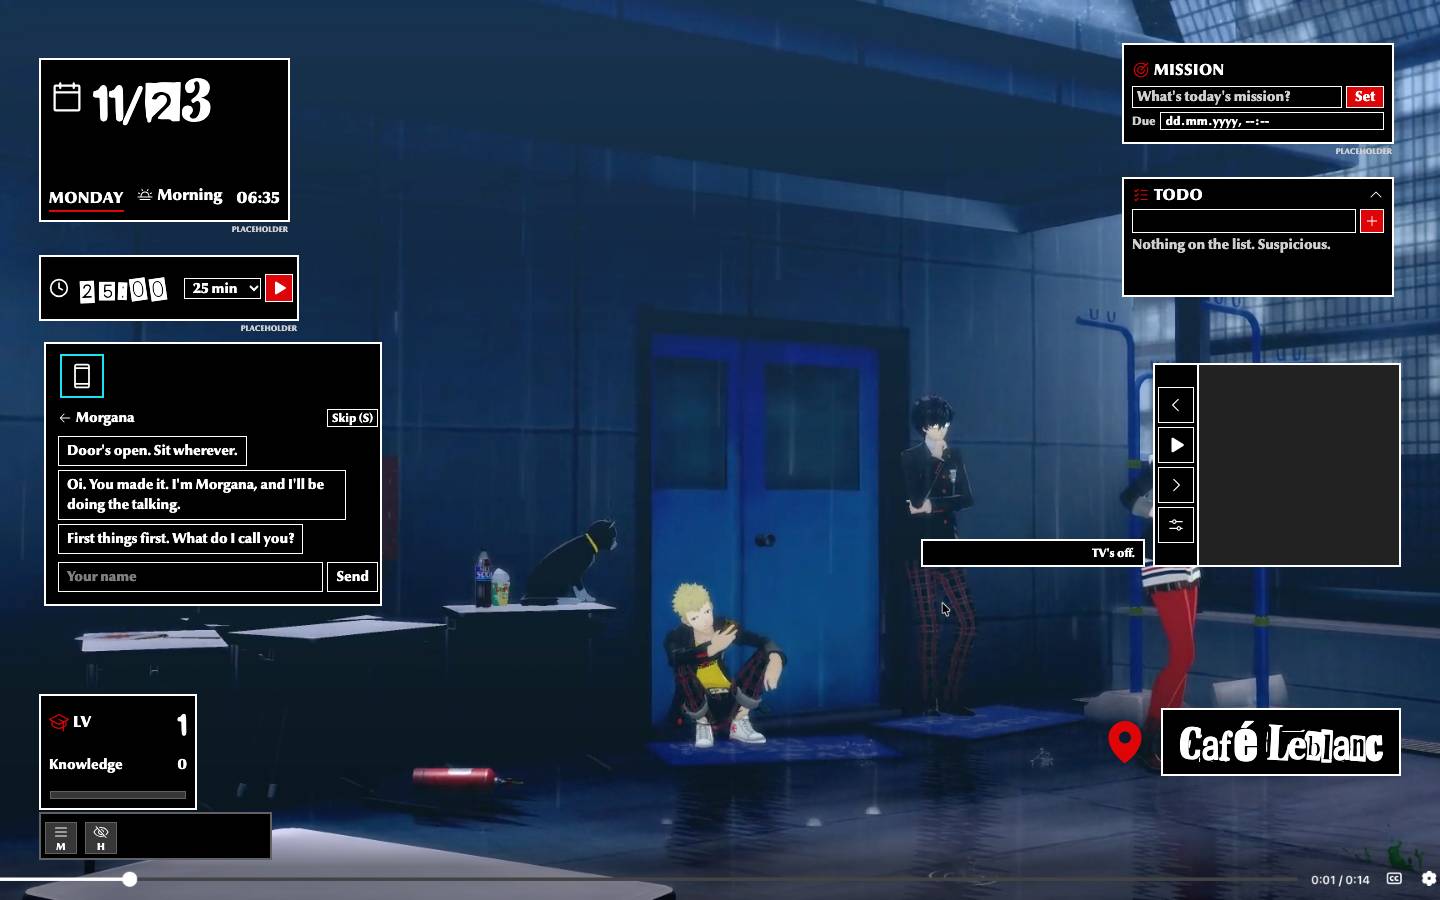 11/23
MONDAY Morning 06:35
PLACEHOLDER
25:00 25 min
PLACEHOLDER
Morgana Skip (S)
Door's open. Sit wherever.
Oi. You made it. I'm Morgana, and I'll be
doing the talking.
First things first. What do I call you?
Your name Send
LV 1
Knowledge 0
M H
MISSION
What's today's mission? Set
Due dd.mm.yyyy, --:--
PLACEHOLDER
TODO
Nothing on the list. Suspicious.
TV's off.
Café Leblanc
0:01 / 0:14 CC